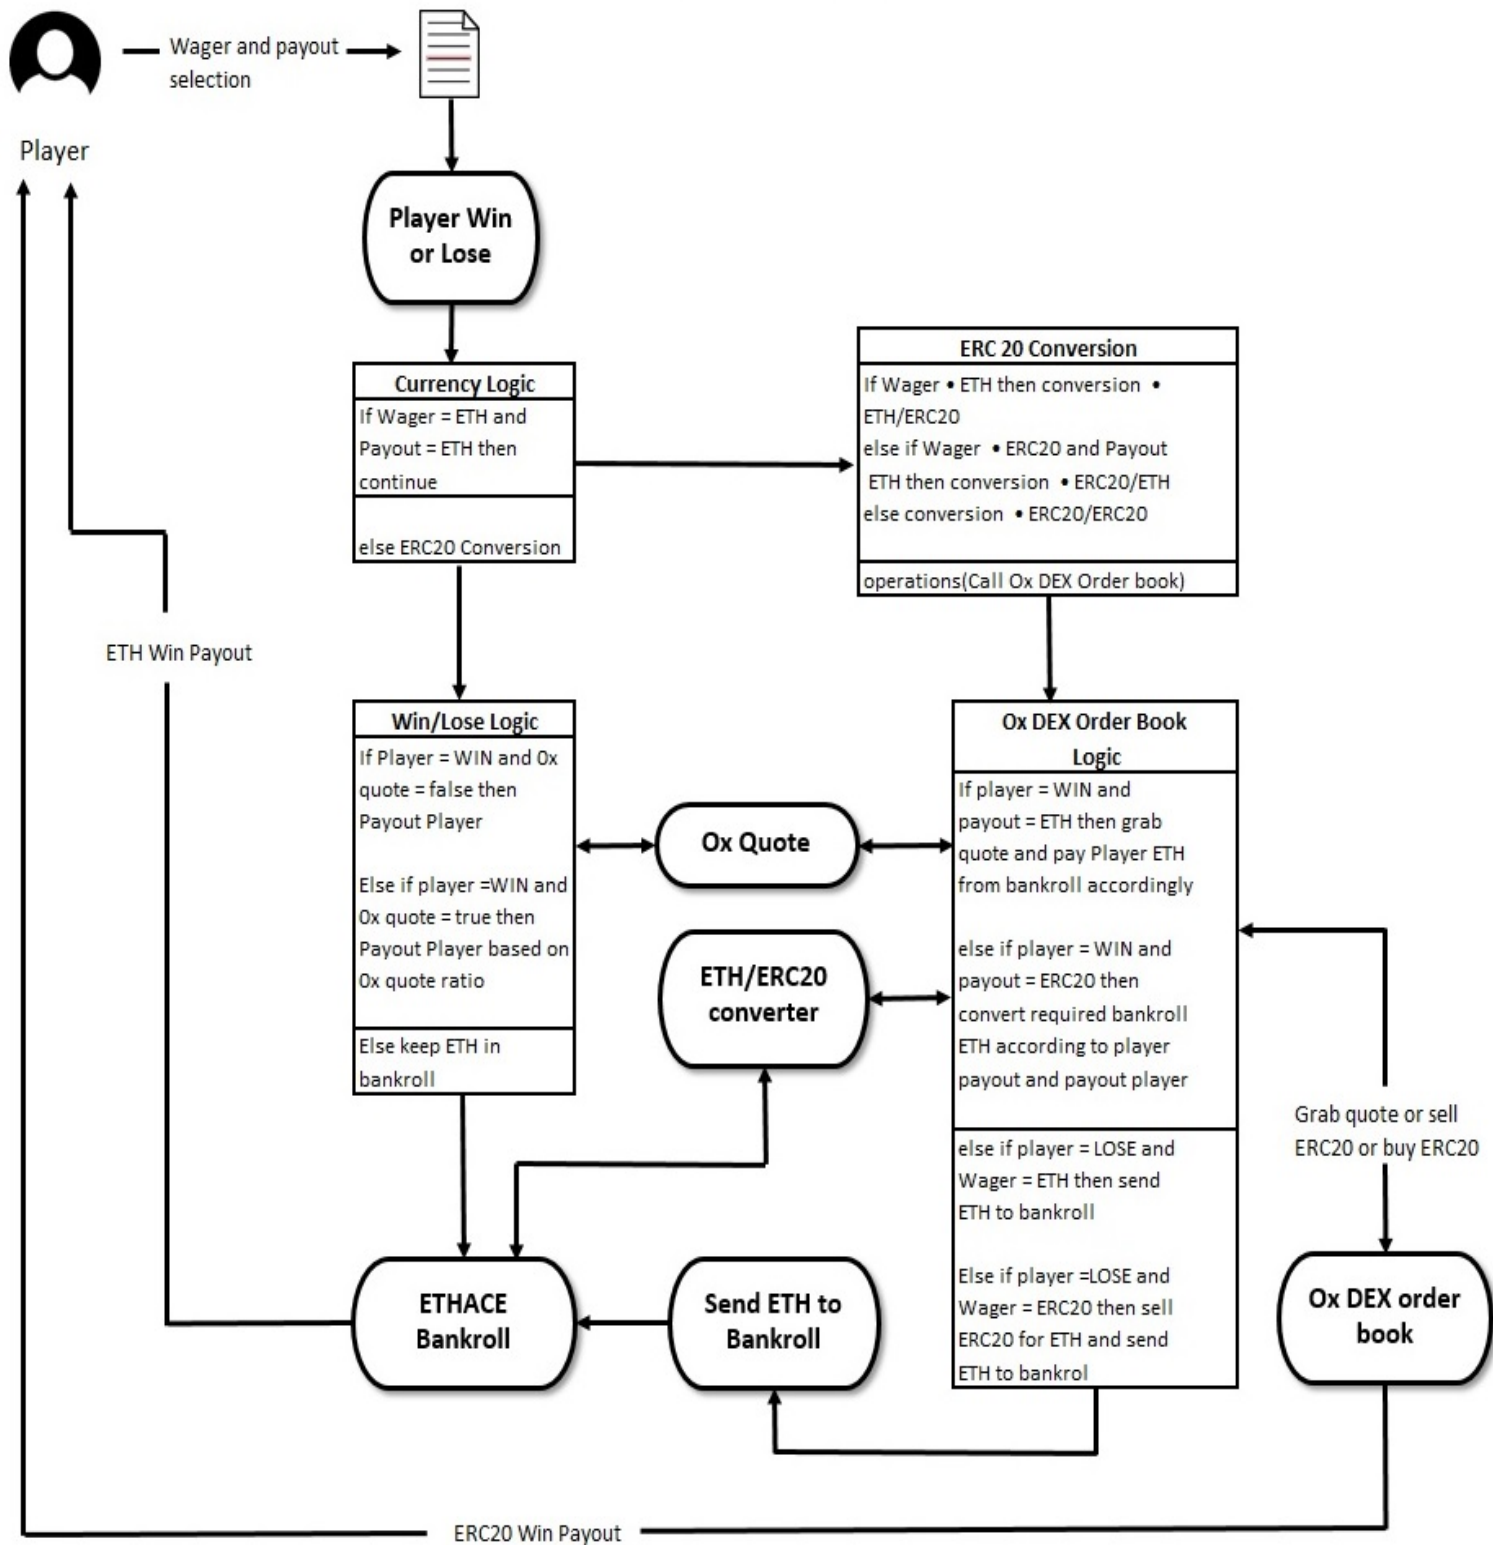 Wager and payout
selection
Player
Player Win
or Lose
Currency Logic
If Wager = ETH and
Payout = ETH then
continue
else ERC20 Conversion
ERC 20 Conversion
If Wager • ETH then conversion •
ETH/ERC20
else if Wager • ERC20 and Payout
ETH then conversion • ERC20/ETH
else conversion • ERC20/ERC20
operations(Call Ox DEX Order book)
ETH Win Payout
Win/Lose Logic
If Player = WIN and 0x
quote = false then
Payout Player
Else if player =WIN and
0x quote = true then
Payout Player based on
0x quote ratio
Else keep ETH in
bankroll
Ox Quote
ETH/ERC20
converter
Ox DEX Order Book
Logic
If player = WIN and
payout = ETH then grab
quote and pay Player ETH
from bankroll accordingly
else if player = WIN and
payout = ERC20 then
convert required bankroll
ETH according to player
payout and payout player
else if player = LOSE and
Wager = ETH then send
ETH to bankroll
Else if player =LOSE and
Wager = ERC20 then sell
ERC20 for ETH and send
ETH to bankrol
Grab quote or sell
ERC20 or buy ERC20
ETHACE
Bankroll
Send ETH to
Bankroll
Ox DEX order
book
ERC20 Win Payout